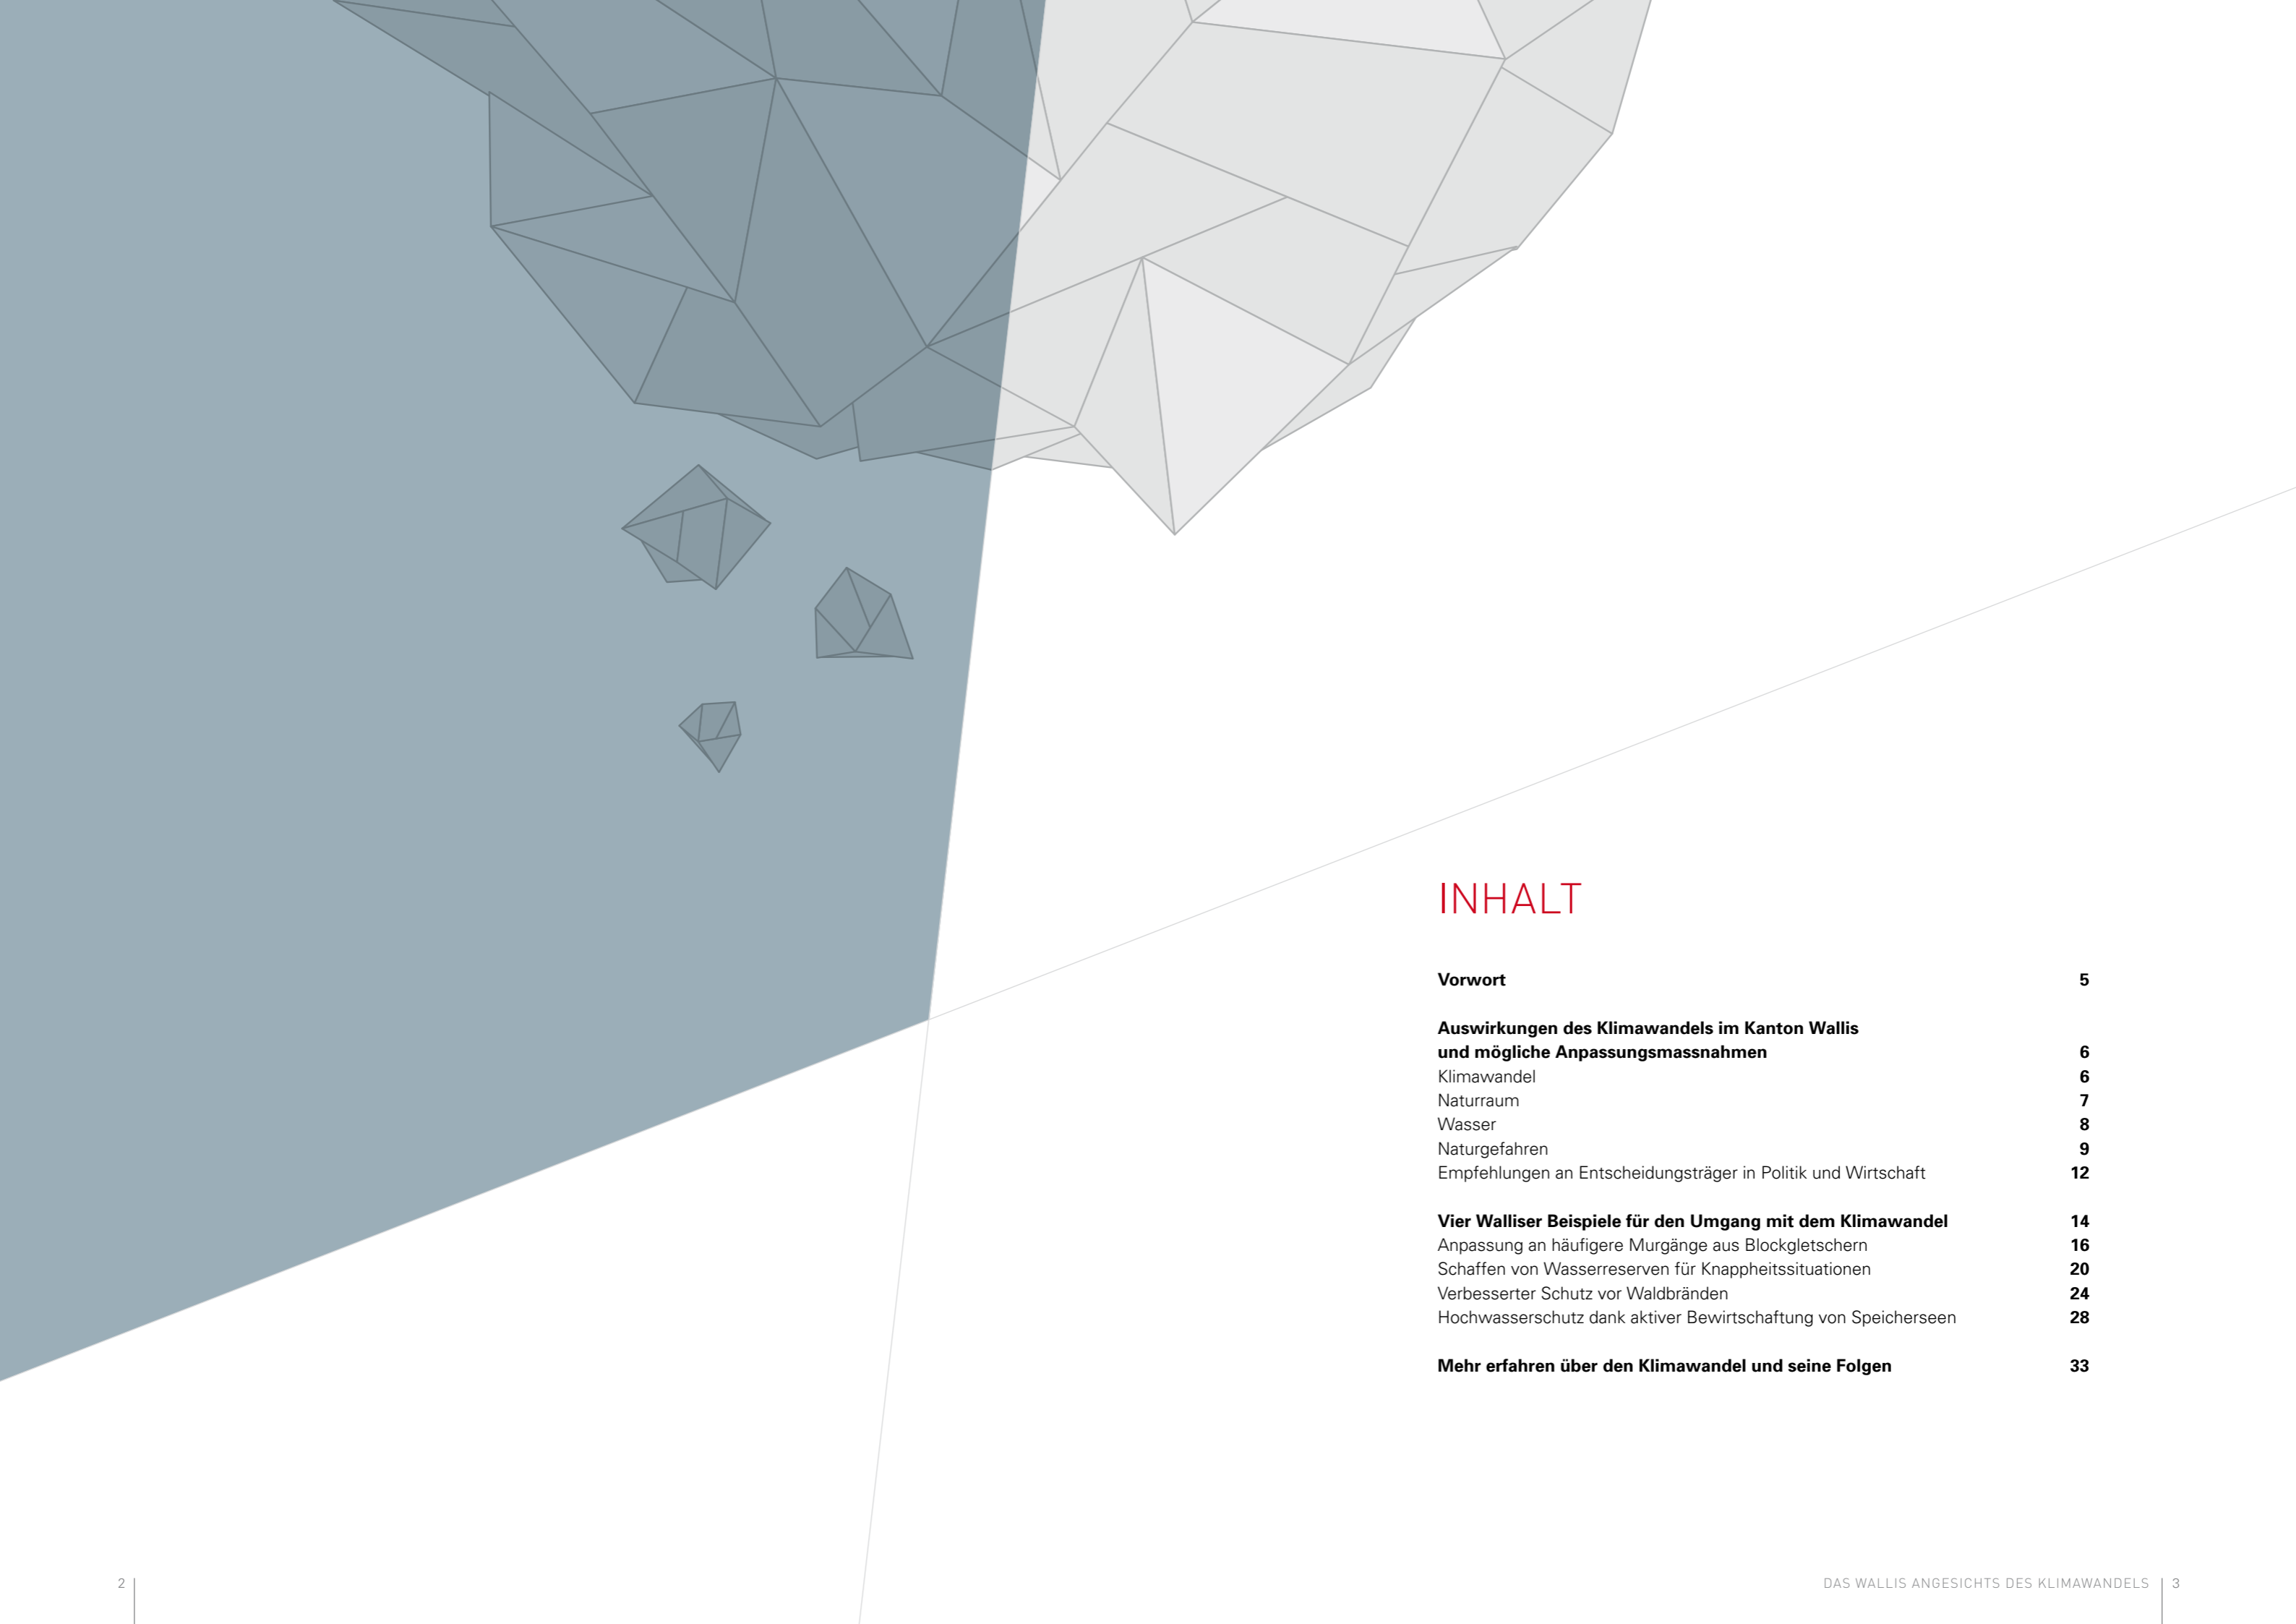 INHALT
Vorwort 5
Auswirkungen des Klimawandels im Kanton Wallis
und mögliche Anpassungsmassnahmen 6
Klimawandel 6
Naturraum 7
Wasser 8
Naturgefahren 9
Empfehlungen an Entscheidungsträger in Politik und Wirtschaft 12
Vier Walliser Beispiele für den Umgang mit dem Klimawandel 14
Anpassung an häufigere Murgänge aus Blockgletschern 16
Schaffen von Wasserreserven für Knappheitssituationen 20
Verbesserter Schutz vor Waldbränden 24
Hochwasserschutz dank aktiver Bewirtschaftung von Speicherseen 28
Mehr erfahren über den Klimawandel und seine Folgen 33
2
DAS WALLIS ANGESICHTS DES KLIMAWANDELS 3